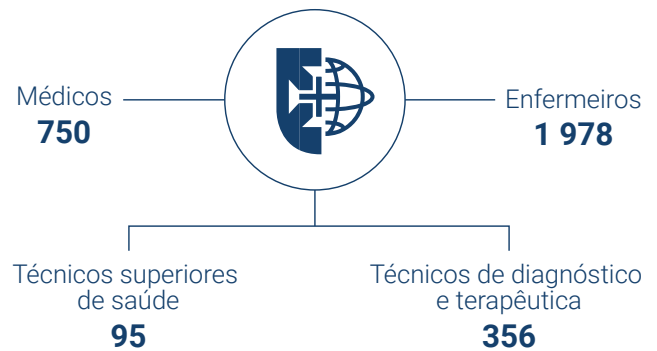 Médicos
750
Enfermeiros
1 978
Técnicos superiores
de saúde
95
Técnicos de diagnóstico
e terapêutica
356